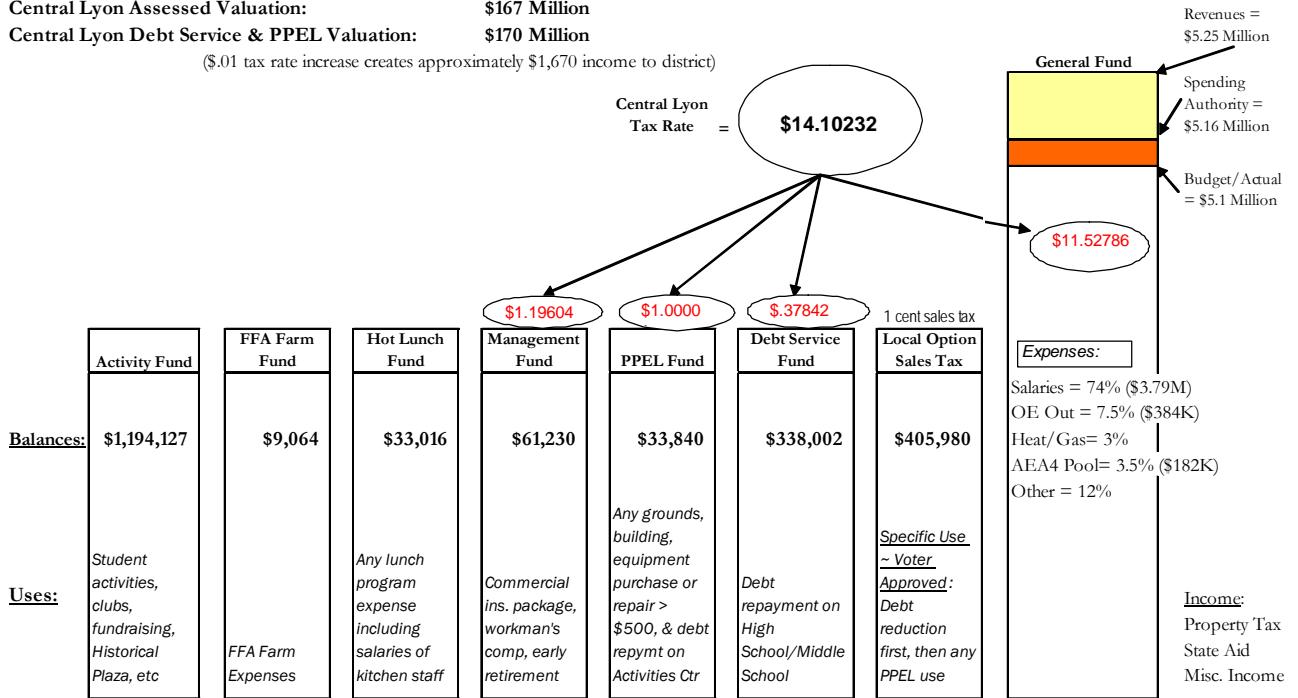 Central Lyon Assessed Valuation: $167 Million
Central Lyon Debt Service & PPEL Valuation: $170 Million
($.01 tax rate increase creates approximately $1,670 income to district)
Central Lyon
Tax Rate =
$14.10232
General Fund
Revenues =
$5.25 Million
Spending
Authority =
$5.16 Million
Budget/Actual
= $5.1 Million
$11.52786
$1.19604
$1.0000
$.37842
1 cent sales tax
Activity Fund
FFA Farm
Fund
Hot Lunch
Fund
Management
Fund
PPEL Fund
Debt Service
Fund
Local Option
Sales Tax
Expenses:
Salaries = 74% ($3.79M)
OE Out = 7.5% ($384K)
Heat/Gas= 3%
AEA4 Pool= 3.5% ($182K)
Other = 12%
Balances: $1,194,127 $9,064 $33,016 $61,230 $33,840 $338,002 $405,980
Uses:
Student
activities,
clubs,
fundraising,
Historical
Plaza, etc
FFA Farm
Expenses
Any lunch
program
expense
including
salaries of
kitchen staff
Commercial
ins. package,
workman's
comp, early
retirement
Any grounds,
building,
equipment
purchase or
repair >
$500, & debt
repymt on
Activities Ctr
Debt
repayment on
High
School/Middle
School
Specific Use
~ Voter
Approved:
Debt
reduction
first, then any
PPEL use
Income:
Property Tax
State Aid
Misc. Income